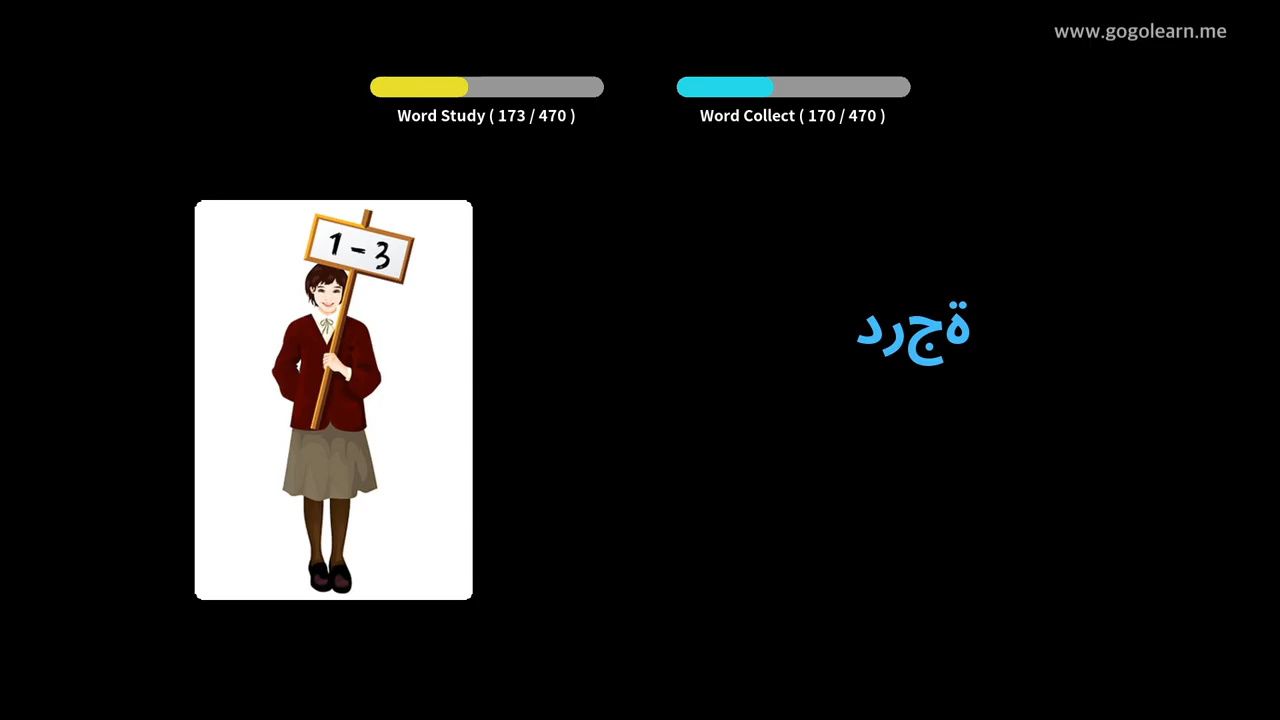 www.gogolearn.me
Word Study ( 173 / 470 )
Word Collect ( 170 / 470 )
1 - 3
درجة